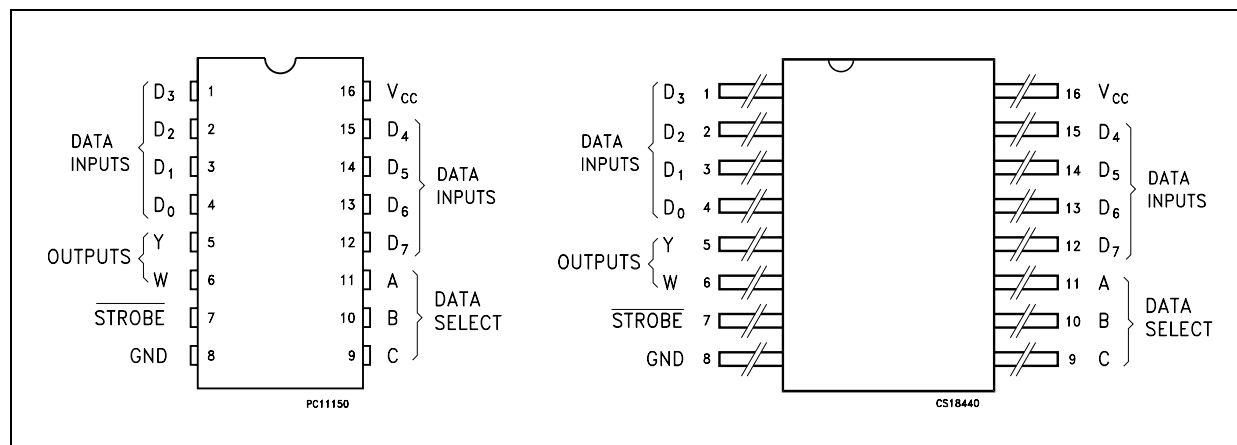 D3 1 16 VCC
D2 2 15 D4
DATA INPUTS
D1 3 14 D5
DATA INPUTS
D0 4 13 D6
Y 5 12 D7
OUTPUTS
W 6 11 A
STROBE 7 10 B
DATA SELECT
GND 8 9 C
PC11150
D3 1 16 VCC
D2 2 15 D4
DATA INPUTS
D1 3 14 D5
DATA INPUTS
D0 4 13 D6
Y 5 12 D7
OUTPUTS
W 6 11 A
STROBE 7 10 B
DATA SELECT
GND 8 9 C
CS18440